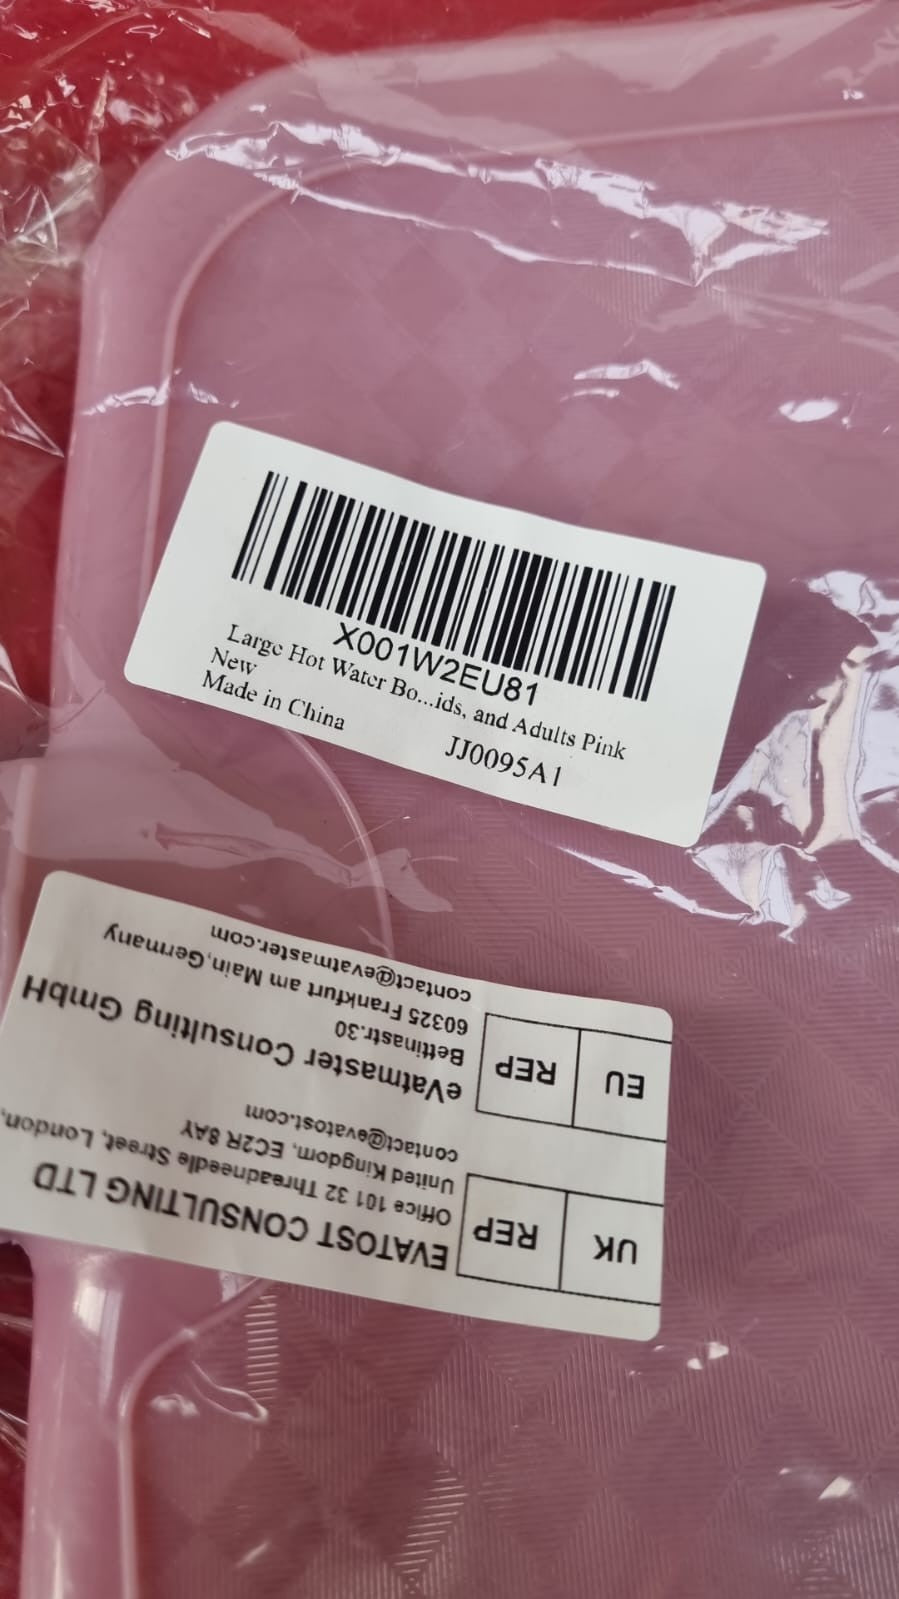 X001W2EU81
Large Hot Water Bo...ids, and Adults Pink
New
Made in China
JJ0095A1
EVATOST CONSULTING LTD
Office 101 32 Threadneedle Street, London,
United Kingdom, EC2R 8AY
contact@evatost.com
UK REP
eVatmaster Consulting GmbH
Bettinastr.30
60325 Frankfurt am Main,Germany
contact@evatmaster.com
EU REP